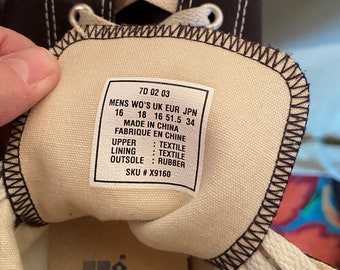 7D 02 03
MENS WO'S UK EUR JPN
16 18 16 51.5 34
MADE IN CHINA
FABRIQUE EN CHINE
UPPER : TEXTILE
LINING : TEXTILE
OUTSOLE : RUBBER
SKU # X9160